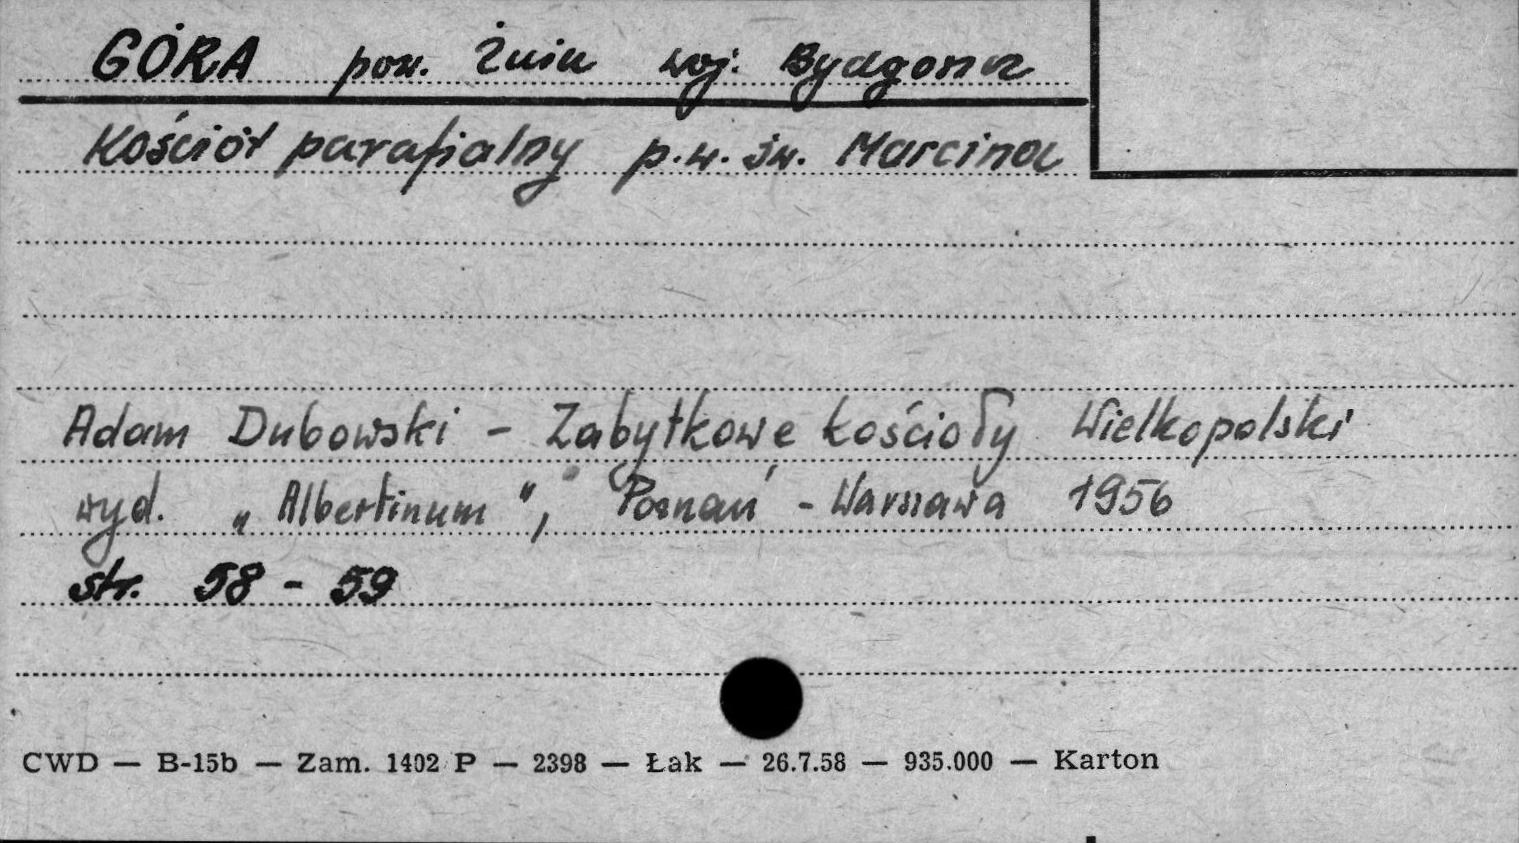 GÓRA pow. Żnin woj. Bydgoszcz
Kościół parafialny p.w. św. Marcina
Adam Dubowski - Zabytkowe kościoły Wielkopolski
wyd. „Albertinum", Poznań - Warszawa 1956
str. 58 - 59
CWD — B-15b — Zam. 1402 P — 2398 — Łak — 26.7.58 — 935.000 — Karton